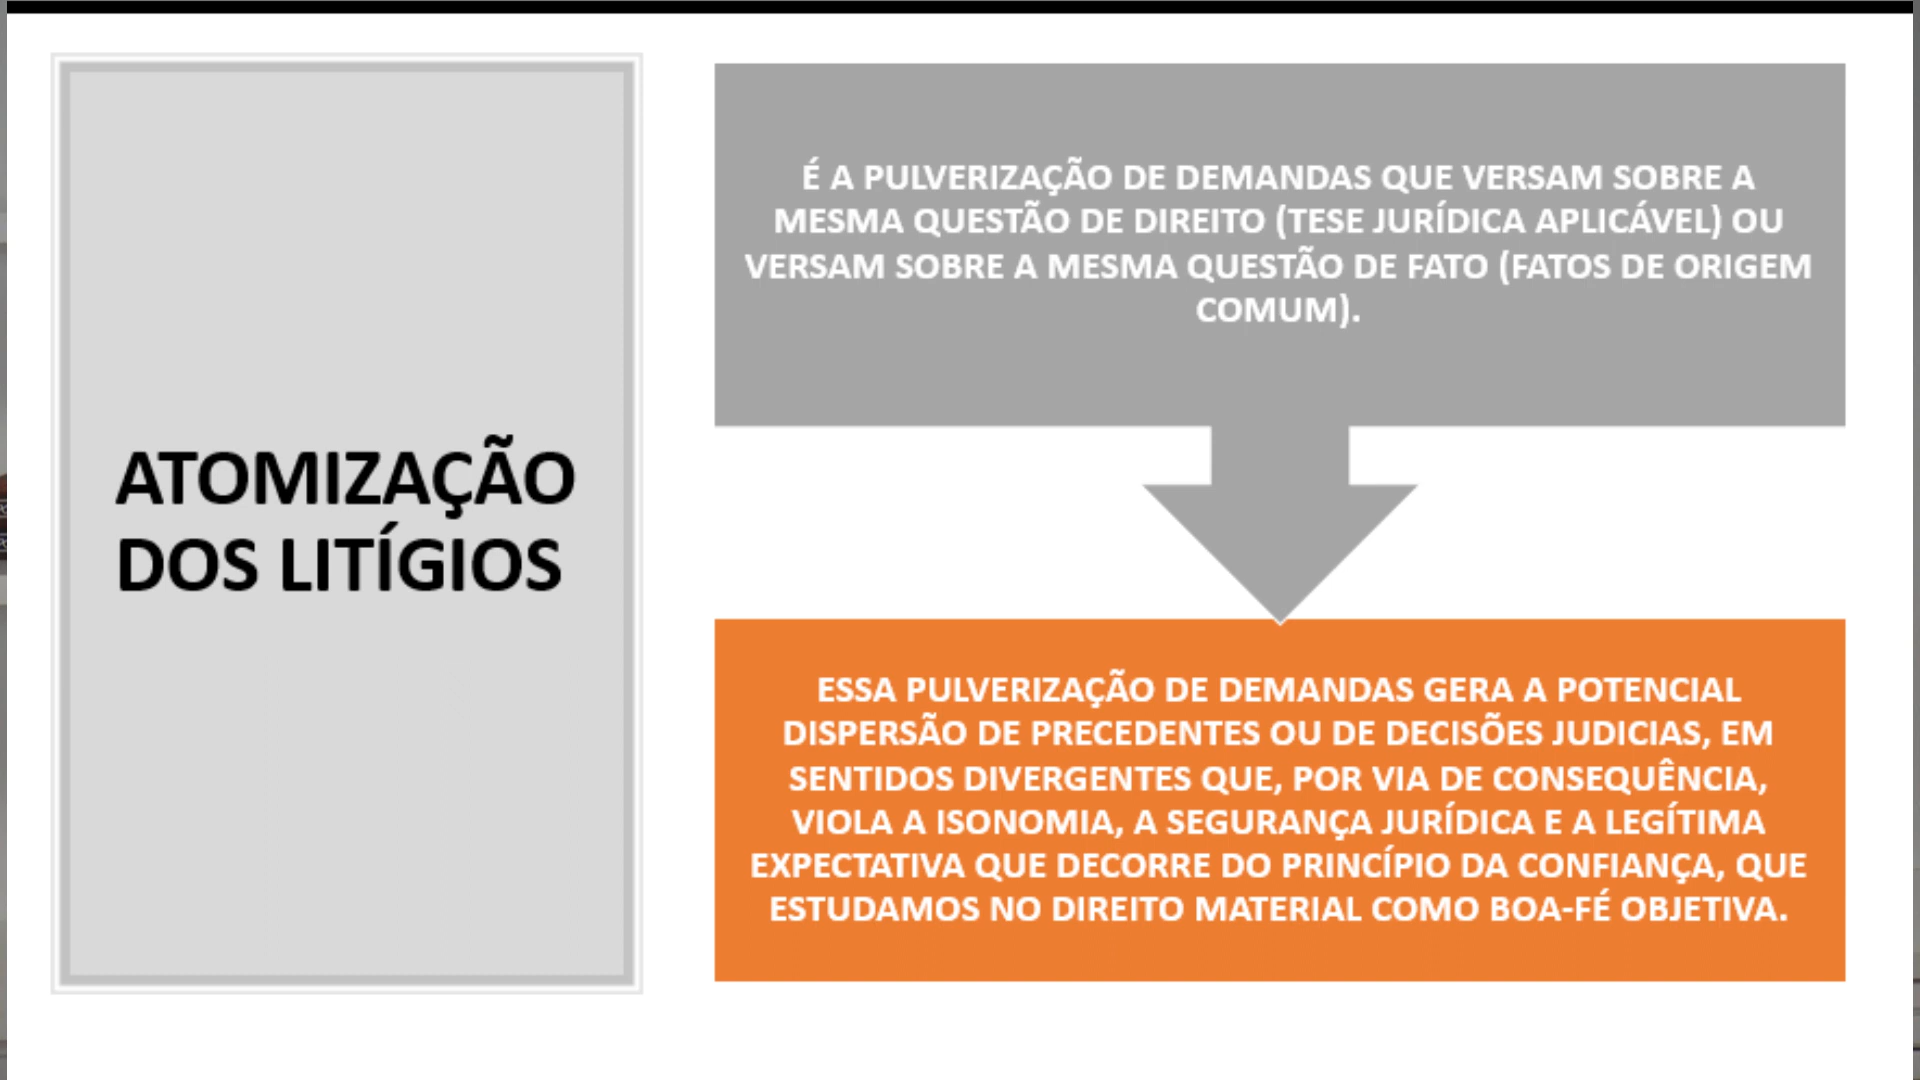 ATOMIZAÇÃO
DOS LITÍGIOS
É A PULVERIZAÇÃO DE DEMANDAS QUE VERSAM SOBRE A
MESMA QUESTÃO DE DIREITO (TESE JURÍDICA APLICÁVEL) OU
VERSAM SOBRE A MESMA QUESTÃO DE FATO (FATOS DE ORIGEM
COMUM).
ESSA PULVERIZAÇÃO DE DEMANDAS GERA A POTENCIAL
DISPERSÃO DE PRECEDENTES OU DE DECISÕES JUDICIAS, EM
SENTIDOS DIVERGENTES QUE, POR VIA DE CONSEQUÊNCIA,
VIOLA A ISONOMIA, A SEGURANÇA JURÍDICA E A LEGÍTIMA
EXPECTATIVA QUE DECORRE DO PRINCÍPIO DA CONFIANÇA, QUE
ESTUDAMOS NO DIREITO MATERIAL COMO BOA-FÉ OBJETIVA.